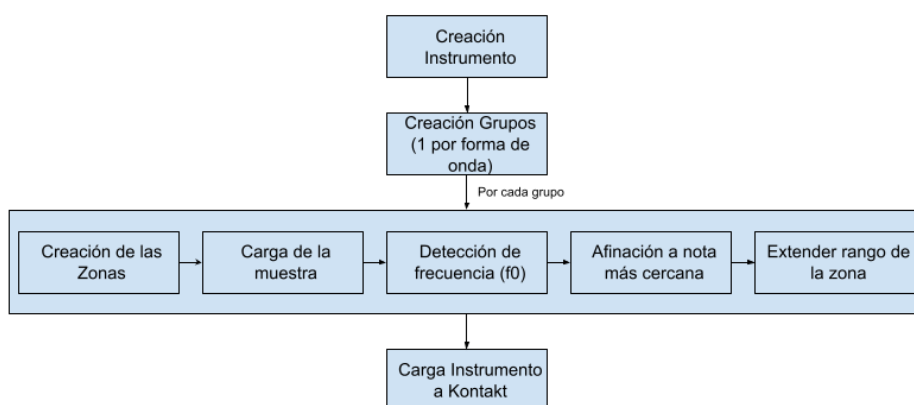 Creación
Instrumento
Creación Grupos
(1 por forma de
onda)
Por cada grupo
Creación de las
Zonas
Carga de la
muestra
Detección de
frecuencia (f0)
Afinación a nota
más cercana
Extender rango de
la zona
Carga Instrumento
a Kontakt